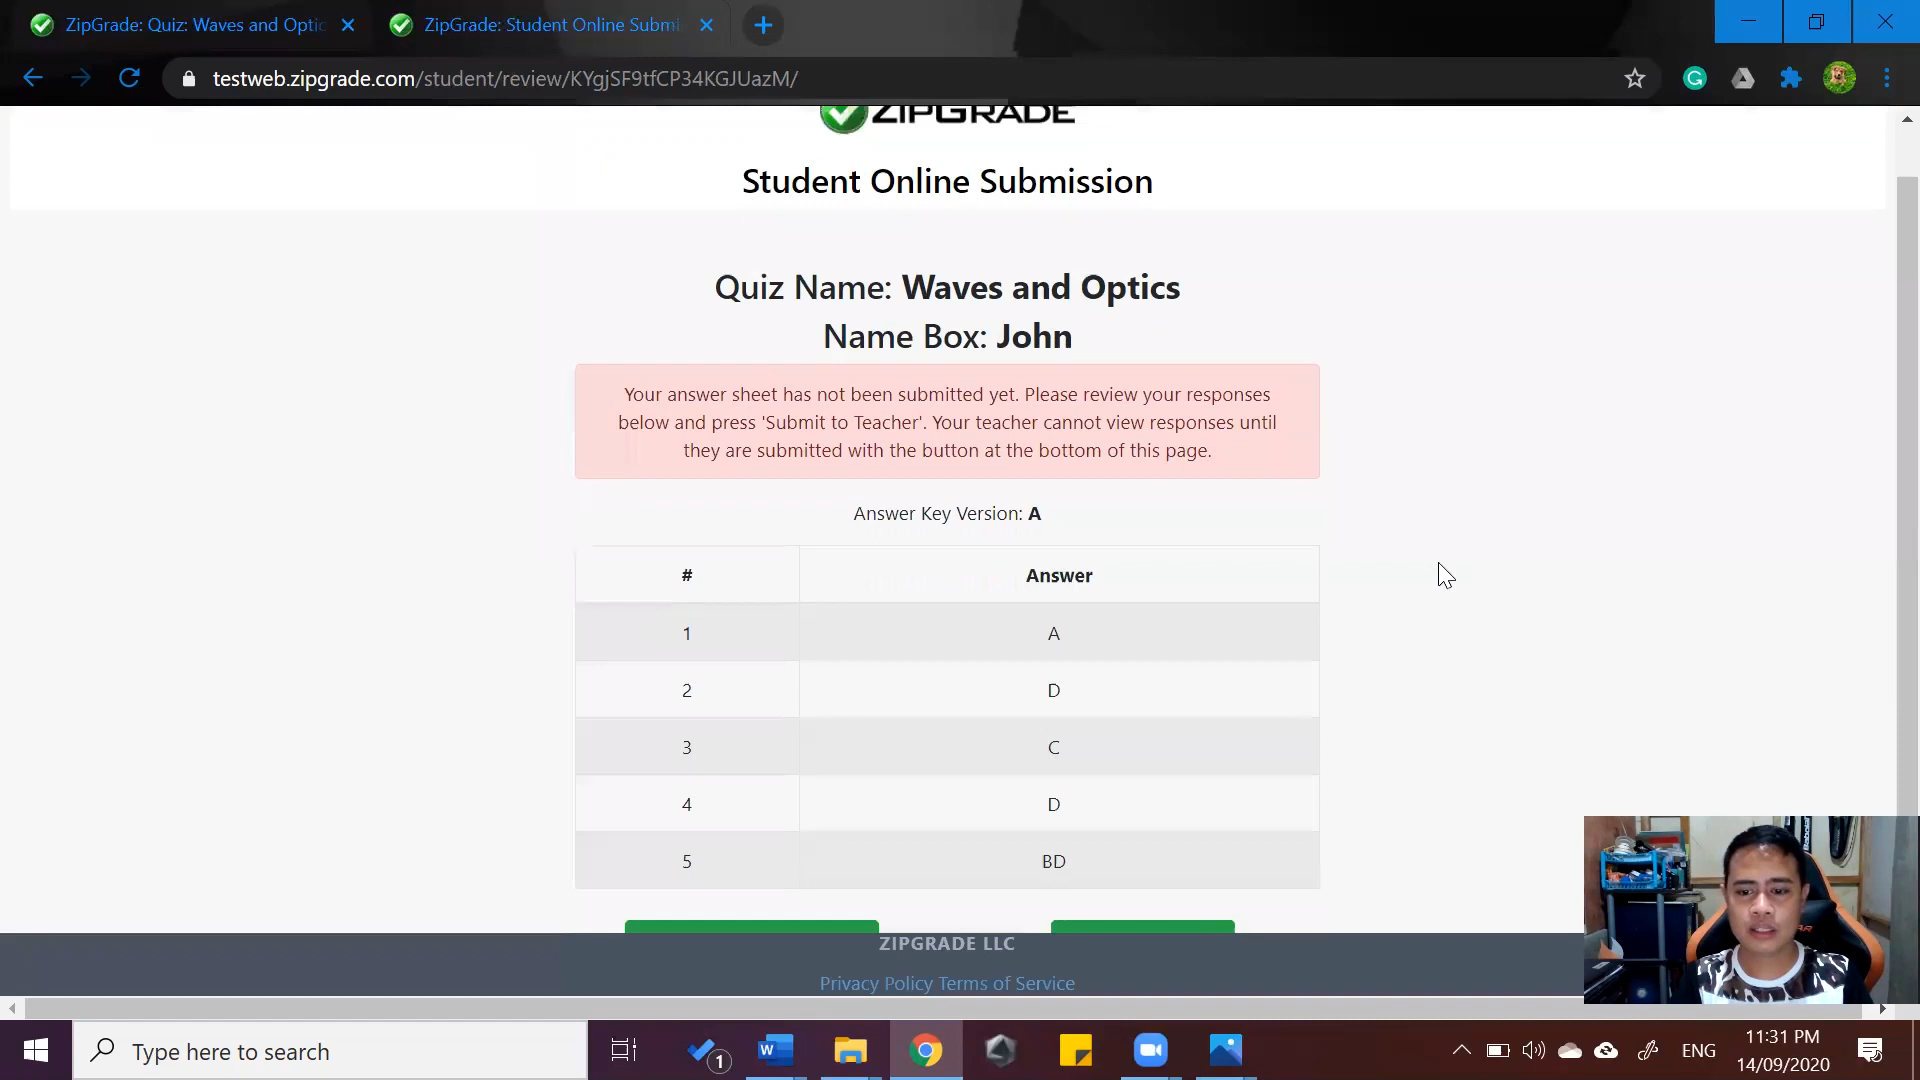 ZipGrade: Quiz: Waves and Optic
ZipGrade: Student Online Submi
testweb.zipgrade.com/student/review/KYgjSF9tfCP34KGJUazM/
ZIPGRADE
Student Online Submission
Quiz Name: Waves and Optics
Name Box: John
Your answer sheet has not been submitted yet. Please review your responses
below and press 'Submit to Teacher'. Your teacher cannot view responses until
they are submitted with the button at the bottom of this page.
Answer Key Version: A
# Answer
1 A
2 D
3 C
4 D
5 BD
ZIPGRADE LLC
Privacy Policy Terms of Service
Type here to search
1
ENG
11:31 PM
14/09/2020